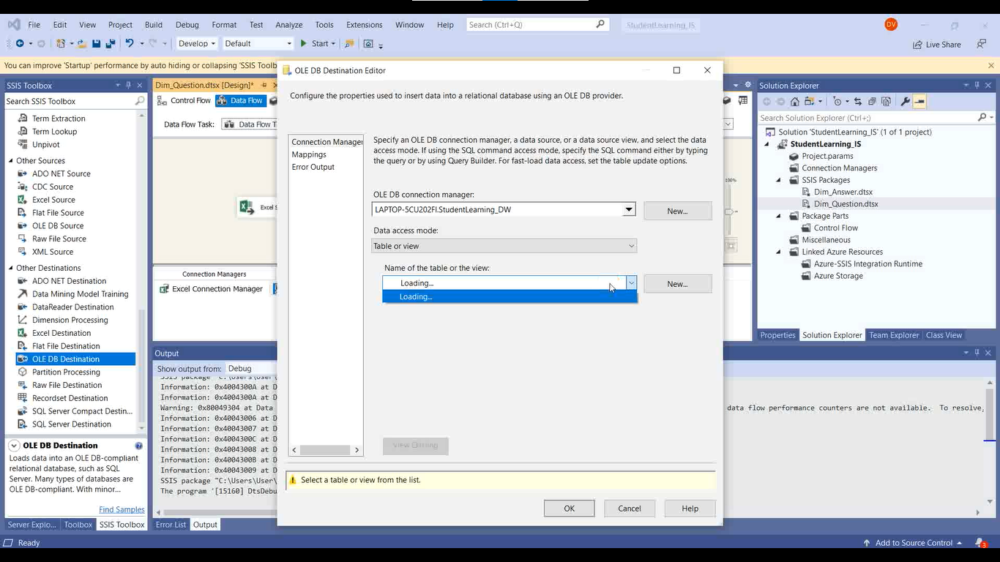 File Edit View Project Build Debug Format Test Analyze Tools Extensions Window Help Search (Ctrl+Q) StudentLearning_IS DV
Develop Default Start Live Share
You can improve 'Startup' performance by auto hiding or collapsing 'SSIS Toolb
SSIS Toolbox
Search SSIS Toolbox
Term Extraction
Term Lookup
Unpivot
Other Sources
ADO NET Source
CDC Source
Excel Source
Flat File Source
OLE DB Source
Raw File Source
XML Source
Other Destinations
ADO NET Destination
Data Mining Model Training
DataReader Destination
Dimension Processing
Excel Destination
Flat File Destination
OLE DB Destination
Partition Processing
Raw File Destination
Recordset Destination
SQL Server Compact Destin...
SQL Server Destination
OLE DB Destination
Loads data into an OLE DB-compliant
relational database, such as SQL
Server. Many types of databases are
OLE DB-compliant. With minor...
Find Samples
Server Explo... Toolbox SSIS Toolbox
Dim_Question.dtsx [Design]*
Control Flow Data Flow
Data Flow Task: Data Flow T
Excel S
100%
Connection Managers
Excel Connection Manager
Output
Show output from: Debug
Information: 0x4004300A at D
Information: 0x4004300A at D
Warning: 0x80049304 at Data
data flow performance counters are not available. To resolve,
Information: 0x40043006 at D
Information: 0x40043007 at D
Information: 0x4004300C at D
Information: 0x40043008 at D
Information: 0x4004300B at D
Information: 0x40043009 at D
SSIS package "C:\Users\User\
The program '[15160] DtsDebu
Error List Output
OLE DB Destination Editor
Configure the properties used to insert data into a relational database using an OLE DB provider.
Connection Manager
Mappings
Error Output
Specify an OLE DB connection manager, a data source, or a data source view, and select the data
access mode. If using the SQL command access mode, specify the SQL command either by typing
the query or by using Query Builder. For fast-load data access, set the table update options.
OLE DB connection manager:
LAPTOP-5CU202FI.StudentLearning_DW New...
Data access mode:
Table or view
Name of the table or the view:
Loading... New...
Loading...
Select a table or view from the list.
OK Cancel Help
Solution Explorer
Search Solution Explorer (Ctrl+;)
Solution 'StudentLearning_IS' (1 of 1 project)
StudentLearning_IS
Project.params
Connection Managers
SSIS Packages
Dim_Answer.dtsx
Dim_Question.dtsx
Package Parts
Control Flow
Miscellaneous
Linked Azure Resources
Azure-SSIS Integration Runtime
Azure Storage
Properties Solution Explorer Team Explorer Class View
Ready Add to Source Control 3